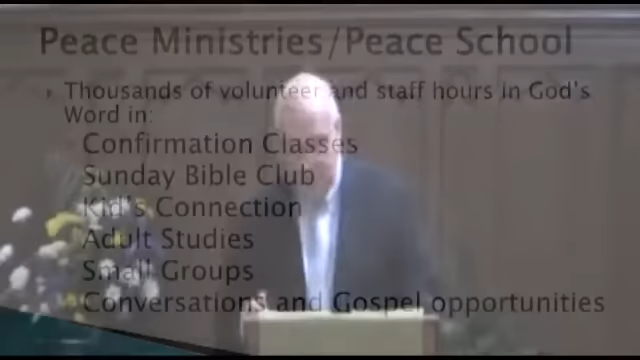 Peace Ministries/Peace School
Thousands of volunteer and staff hours in God's
Word in:
Confirmation Classes
Sunday Bible Club
Kid's Connection
Adult Studies
Small Groups
Conversations and Gospel opportunities